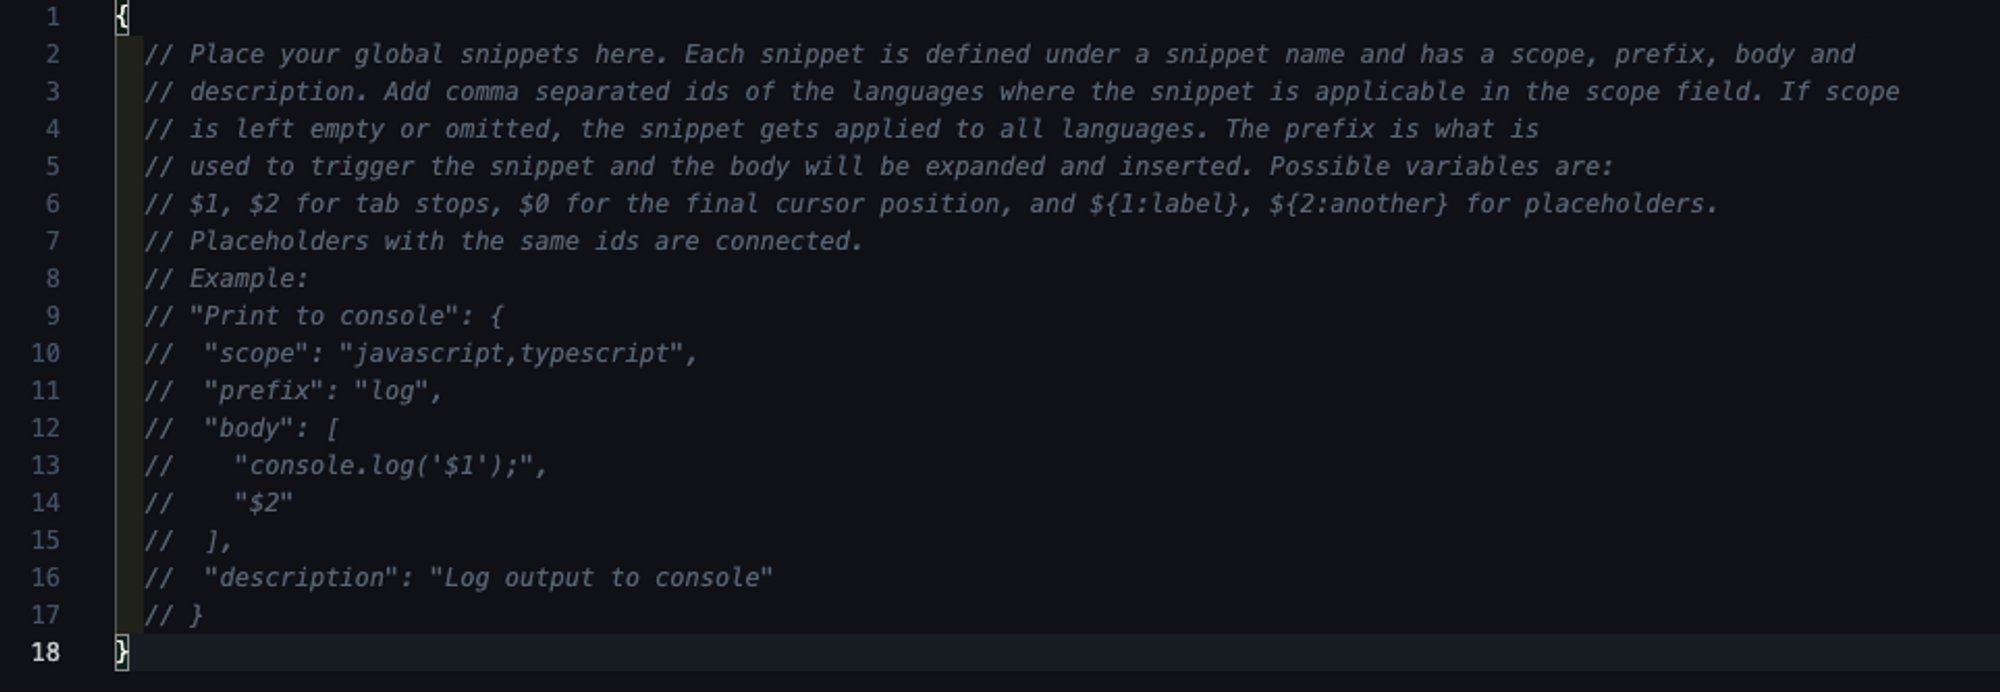 1 {
2 // Place your global snippets here. Each snippet is defined under a snippet name and has a scope, prefix, body and
3 // description. Add comma separated ids of the languages where the snippet is applicable in the scope field. If scope
4 // is left empty or omitted, the snippet gets applied to all languages. The prefix is what is
5 // used to trigger the snippet and the body will be expanded and inserted. Possible variables are:
6 // $1, $2 for tab stops, $0 for the final cursor position, and ${1:label}, ${2:another} for placeholders.
7 // Placeholders with the same ids are connected.
8 // Example:
9 // "Print to console": {
10 //  "scope": "javascript,typescript",
11 //  "prefix": "log",
12 //  "body": [
13 //    "console.log('$1');",
14 //    "$2"
15 //  ],
16 //  "description": "Log output to console"
17 // }
18 }